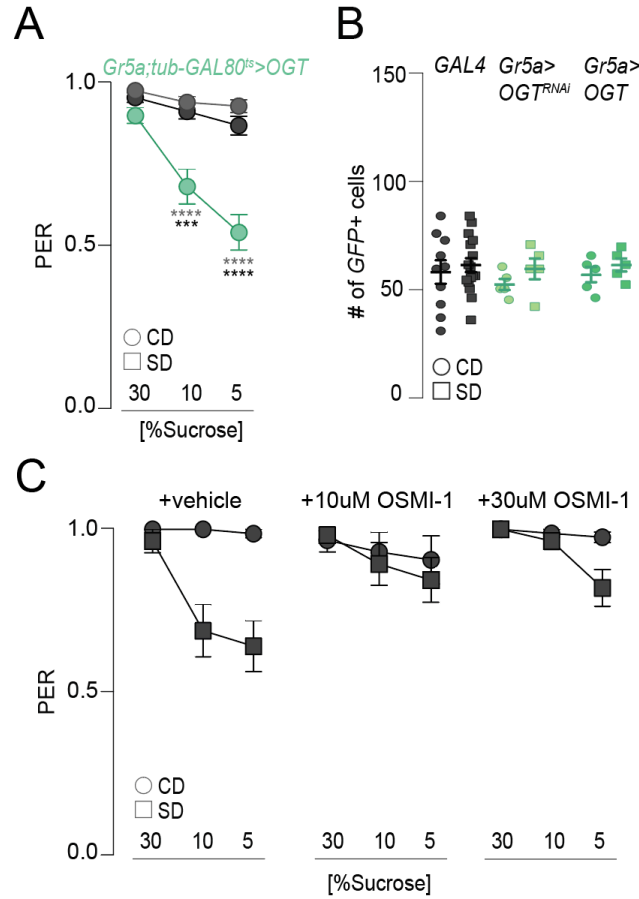 A
Gr5a;tub-GAL80ts>OGT
1.0
0.5
0.0
PER
****
***
****
****
CD
SD
30 10 5
[%Sucrose]
B
GAL4 Gr5a> Gr5a>
OGTRNAi OGT
150
100
50
0
# of GFP+ cells
CD
SD
C
+vehicle +10uM OSMI-1 +30uM OSMI-1
1.0
0.5
0.0
PER
CD
SD
30 10 5 30 10 5 30 10 5
[%Sucrose]